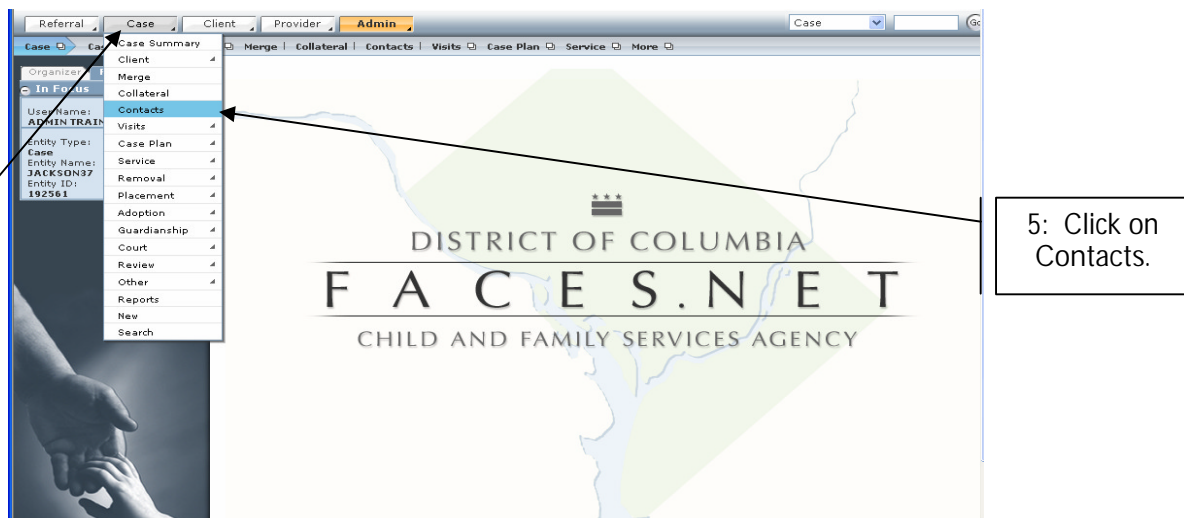 Referral Case Client Provider Admin Case
Case Merge Collateral Contacts Visits Case Plan Service More
Organizer
In Focus
User Name:
ADMIN TRAIN
Entity Type:
Case
Entity Name:
JACKSON37
Entity ID:
192561
Case Summary
Client
Merge
Collateral
Contacts
Visits
Case Plan
Service
Removal
Placement
Adoption
Guardianship
Court
Review
Other
Reports
New
Search
DISTRICT OF COLUMBIA
FACES.NET
CHILD AND FAMILY SERVICES AGENCY
5: Click on
Contacts.